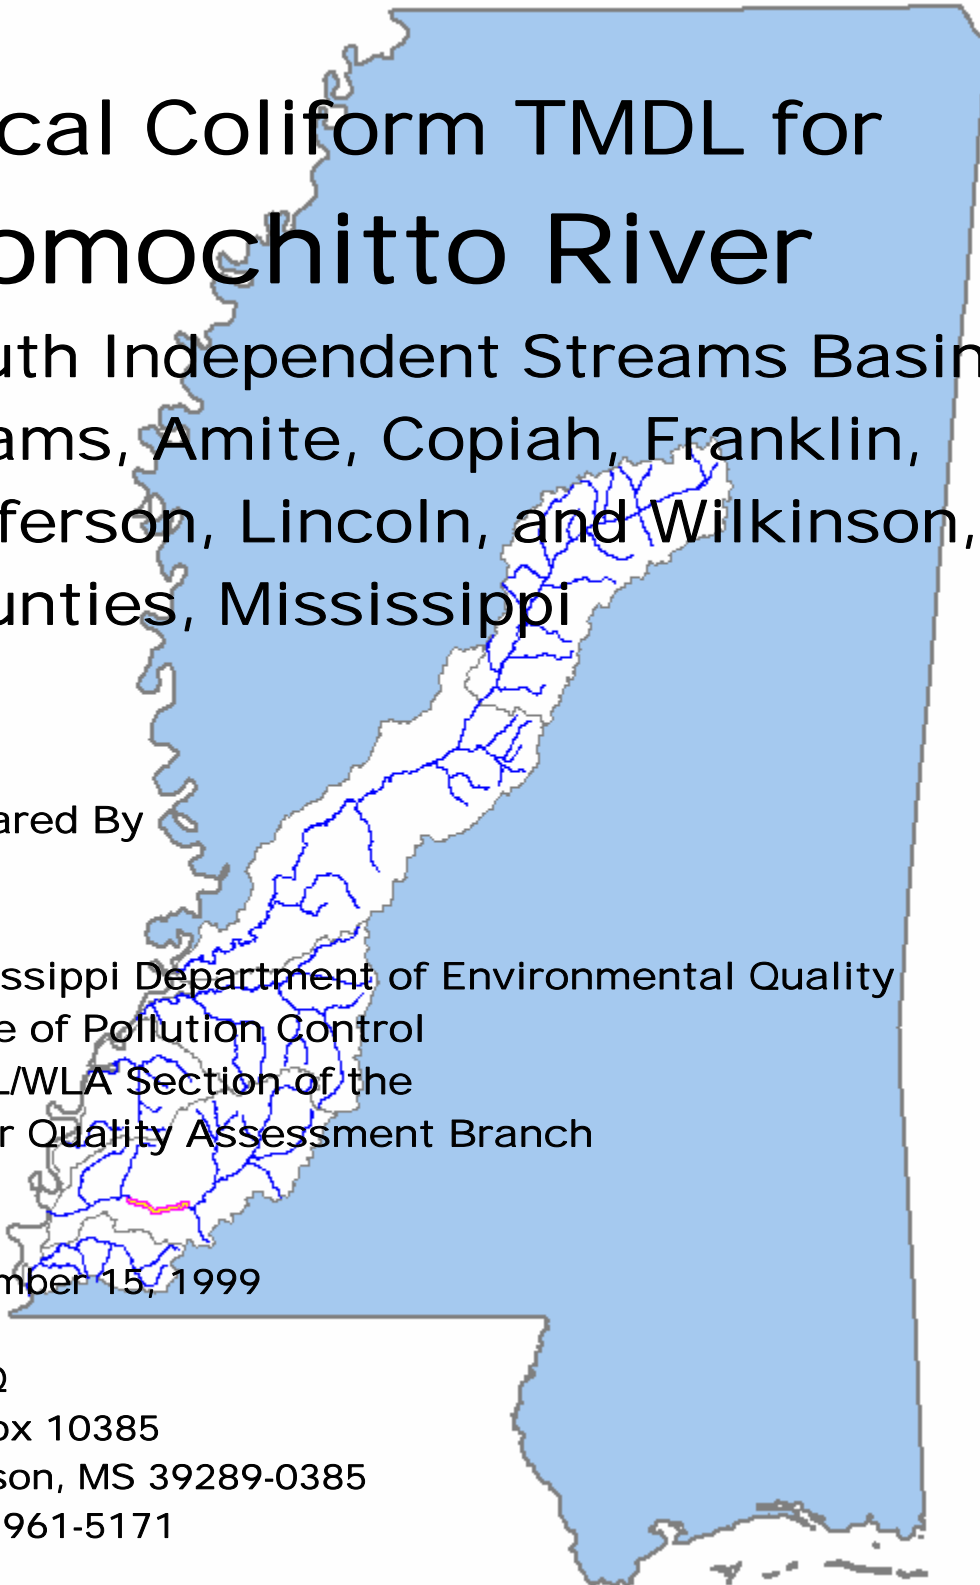 cal Coliform TMDL for
omochitto River
uth Independent Streams Basin
ams, Amite, Copiah, Franklin,
ferson, Lincoln, and Wilkinson,
unties, Mississippi
ared By
ssippi Department of Environmental Quality
e of Pollution Control
L/WLA Section of the
r Quality Assessment Branch
mber 15, 1999
Q
ox 10385
son, MS 39289-0385
961-5171